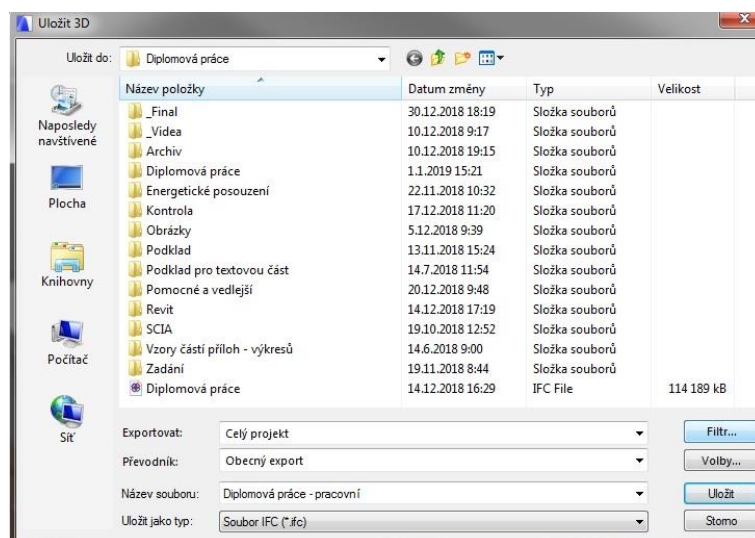 Uložit 3D
Uložit do: Diplomová práce
Název položky Datum změny Typ Velikost
_Final 30.12.2018 18:19 Složka souborů
_Videa 10.12.2018 9:17 Složka souborů
Archiv 10.12.2018 19:15 Složka souborů
Diplomová práce 1.1.2019 15:21 Složka souborů
Energetické posouzení 22.11.2018 10:32 Složka souborů
Kontrola 17.12.2018 11:20 Složka souborů
Obrázky 5.12.2018 9:39 Složka souborů
Podklad 13.11.2018 15:24 Složka souborů
Podklad pro textovou část 14.7.2018 11:54 Složka souborů
Pomocné a vedlejší 20.12.2018 9:48 Složka souborů
Revit 14.12.2018 17:19 Složka souborů
SCIA 19.10.2018 12:52 Složka souborů
Vzory částí příloh - výkresů 14.6.2018 9:00 Složka souborů
Zadání 19.11.2018 8:44 Složka souborů
Diplomová práce 14.12.2018 16:29 IFC File 114 189 kB
Naposledy
navštívené
Plocha
Knihovny
Počítač
Síť
Exportovat: Celý projekt Filtr...
Převodník: Obecný export Volby...
Název souboru: Diplomová práce - pracovní Uložit
Uložit jako typ: Soubor IFC (*.ifc) Storno